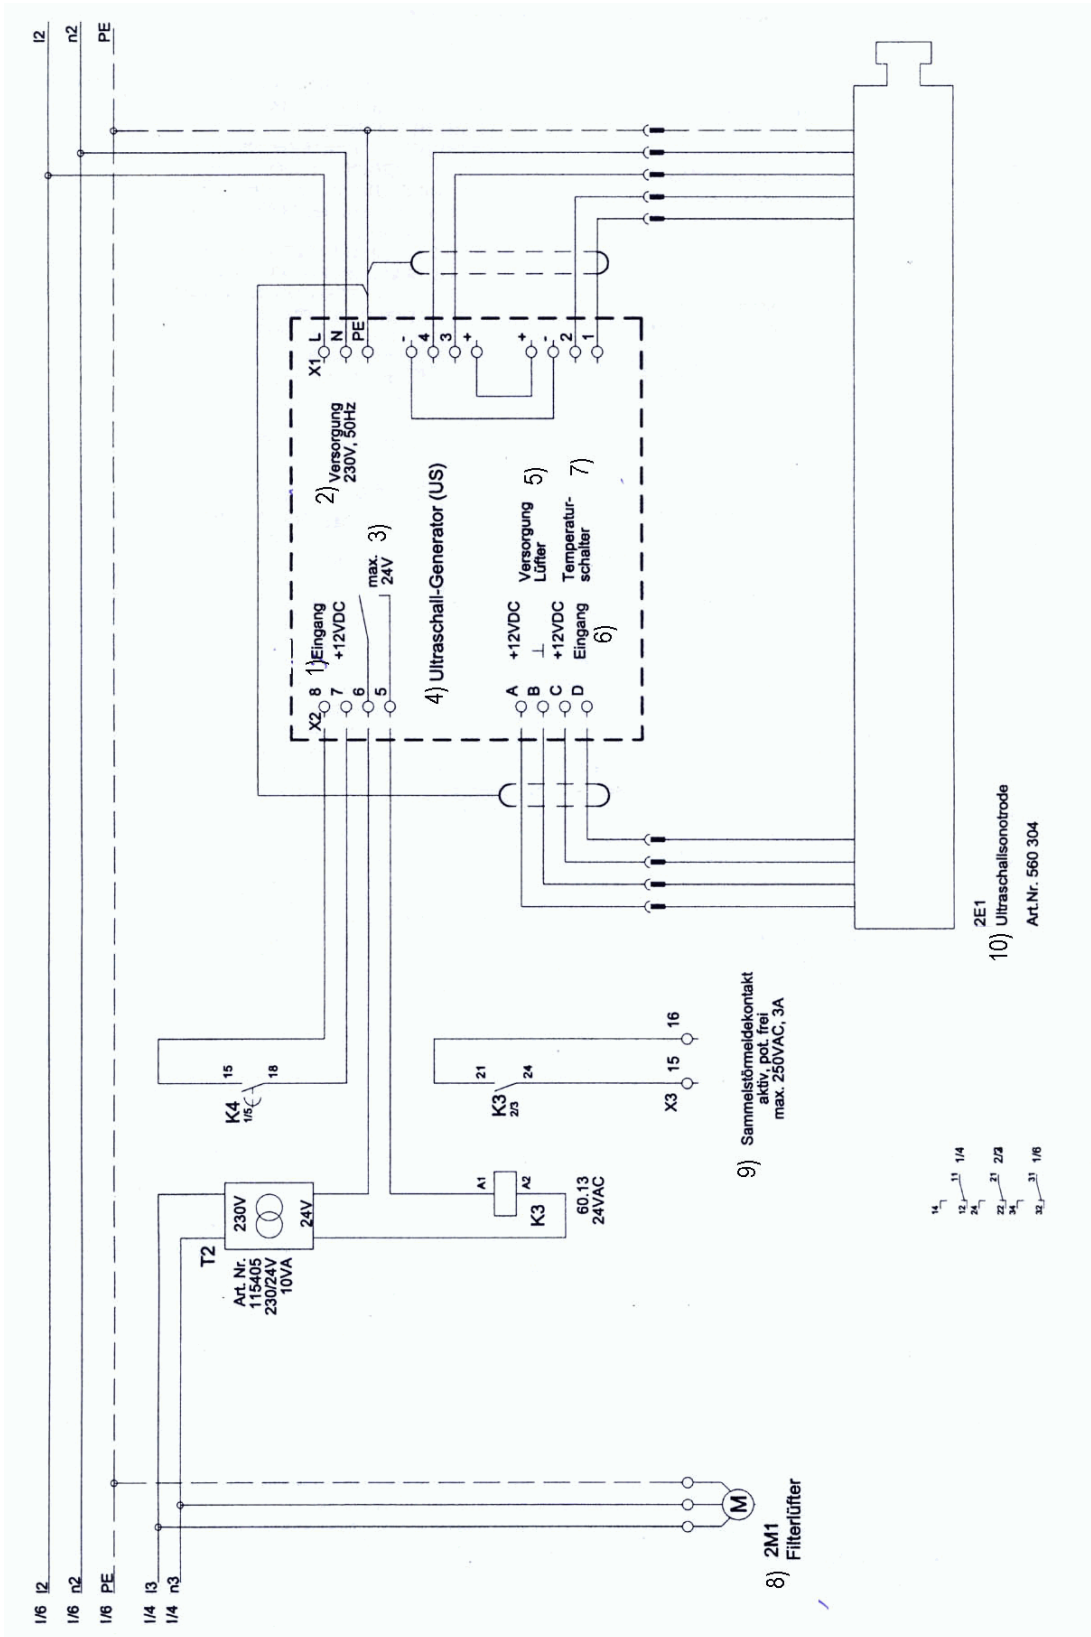 1/6 l2
l2
1/6 n2
n2
1/6 PE
PE
1/4 l3
1/4 n3
T2
230V
24V
Art. Nr.
115405
230/24V
10VA
K4
1/5
15
18
X2
8
7
6
5
1) Eingang
+12VDC
max.
24V
3)
2) Versorgung
230V, 50Hz
X1
L
N
PE
-
4
3
+
+
-
2
1
4) Ultraschall-Generator (US)
A
B
C
D
+12VDC
+12VDC
Eingang
6)
Versorgung
Lüfter
5)
Temperatur-
schalter
7)
K3
A1
A2
60.13
24VAC
K3
2/3
21
24
X3
15
16
9) Sammelstörmeldekontakt
aktiv, pot. frei
max. 250VAC, 3A
M
8) 2M1
Filterlüfter
14
12
11
1/4
24
22
21
2/3
34
32
31
1/6
2E1
10) Ultraschallsonotrode
Art.Nr. 560 304